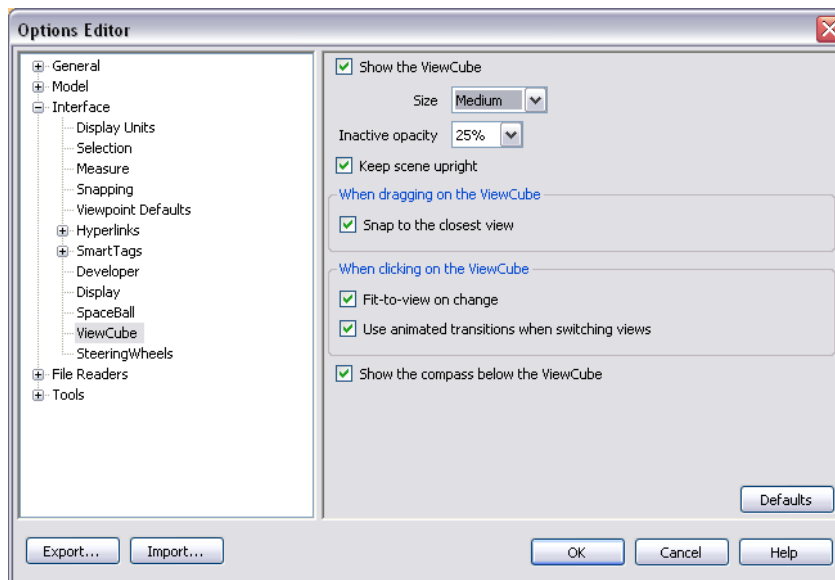 Options Editor
General
Model
Interface
Display Units
Selection
Measure
Snapping
Viewpoint Defaults
Hyperlinks
SmartTags
Developer
Display
SpaceBall
ViewCube
SteeringWheels
File Readers
Tools
Show the ViewCube
Size Medium
Inactive opacity 25%
Keep scene upright
When dragging on the ViewCube
Snap to the closest view
When clicking on the ViewCube
Fit-to-view on change
Use animated transitions when switching views
Show the compass below the ViewCube
Defaults
Export... Import... OK Cancel Help